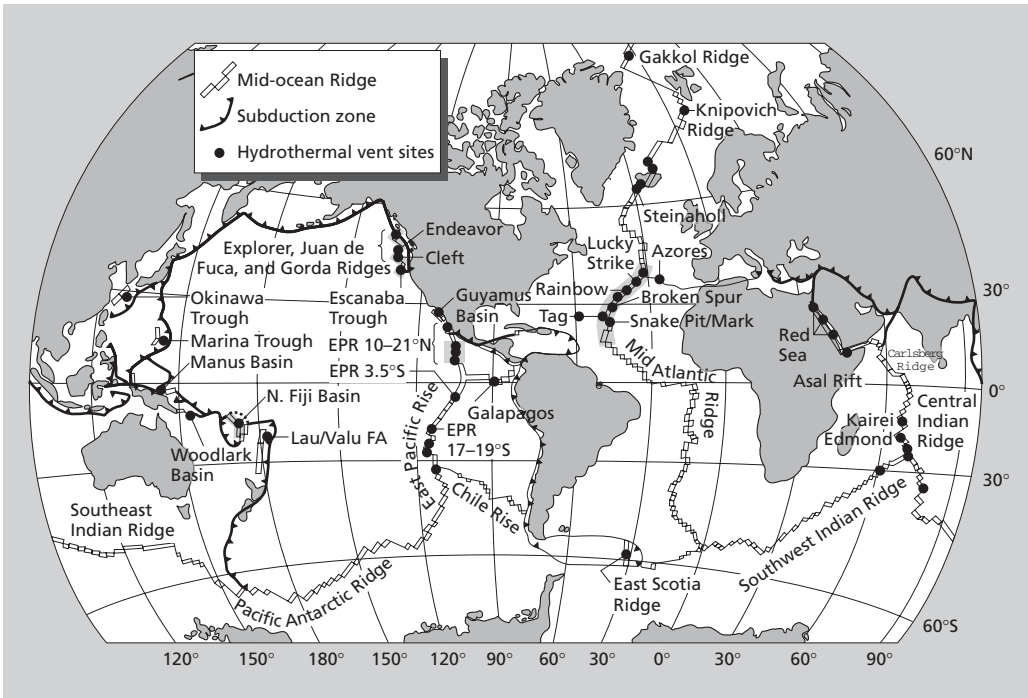 Mid-ocean Ridge
Subduction zone
Hydrothermal vent sites
Gakkol Ridge
Knipovich
Ridge
60°N
Steinaholl
Endeavor
Explorer, Juan de
Fuca, and Gorda Ridges
Cleft
Lucky
Strike
Azores
30°
Okinawa
Trough
Escanaba
Trough
Guyamus
Basin
Rainbow
Broken Spur
Tag
Snake Pit/Mark
Marina Trough
EPR 10–21°N
Red
Sea
Carlsberg
Ridge
Manus Basin
EPR 3.5°S
Mid Atlantic
Ridge
Asal Rift
0°
N. Fiji Basin
Galapagos
Central
Indian
Ridge
Kairei
Edmond
Lau/Valu FA
East Pacific Rise
EPR
17–19°S
Woodlark
Basin
30°
Chile Rise
Southeast
Indian Ridge
Southwest Indian Ridge
Pacific Antarctic Ridge
East Scotia
Ridge
60°S
120° 150° 180° 150° 120° 90° 60° 30° 0° 30° 60° 90°